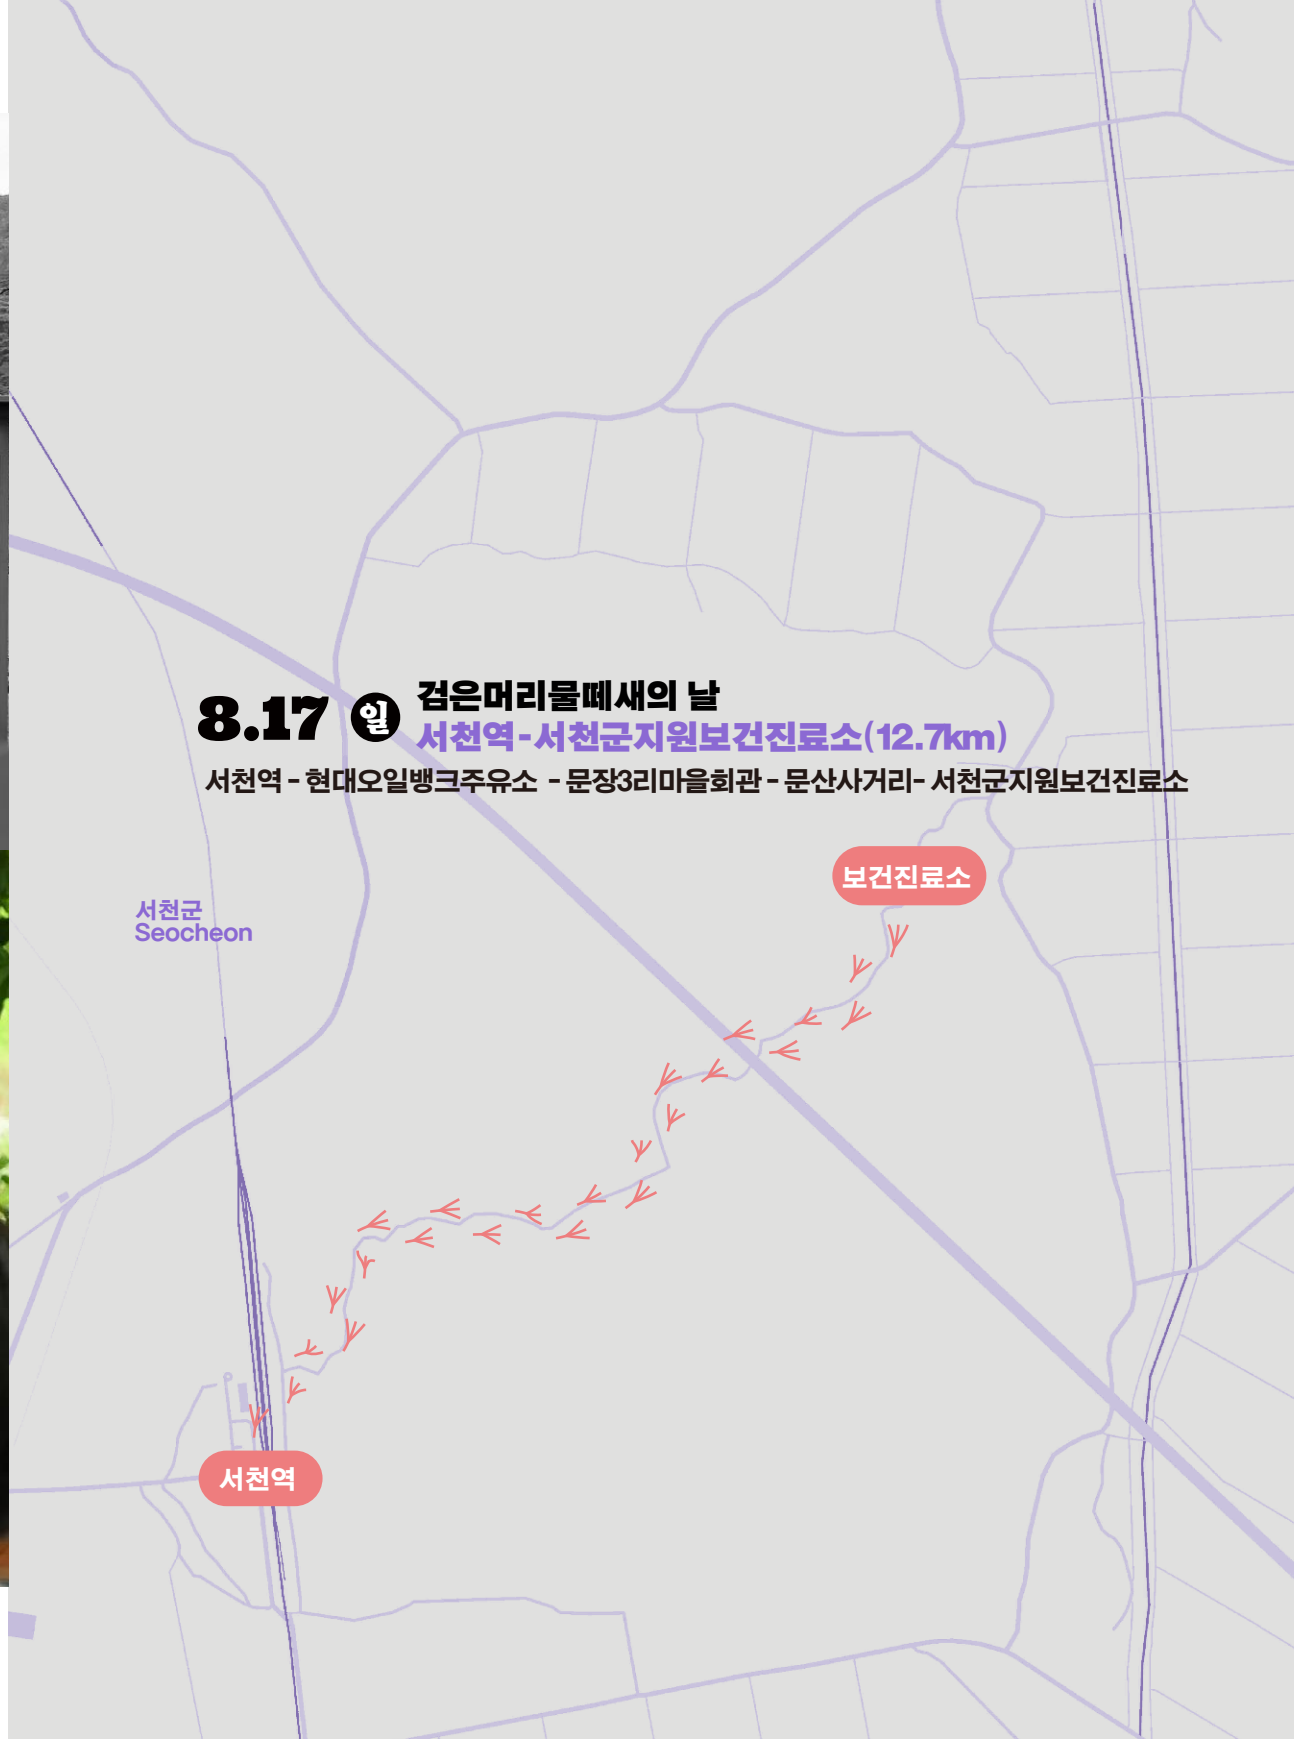 8.17 일
검은머리물떼새의 날
서천역-서천군지원보건진료소(12.7km)
서천역 - 현대오일뱅크주유소 - 문장3리마을회관 - 문산사거리- 서천군지원보건진료소
보건진료소
서천군
Seocheon
서천역